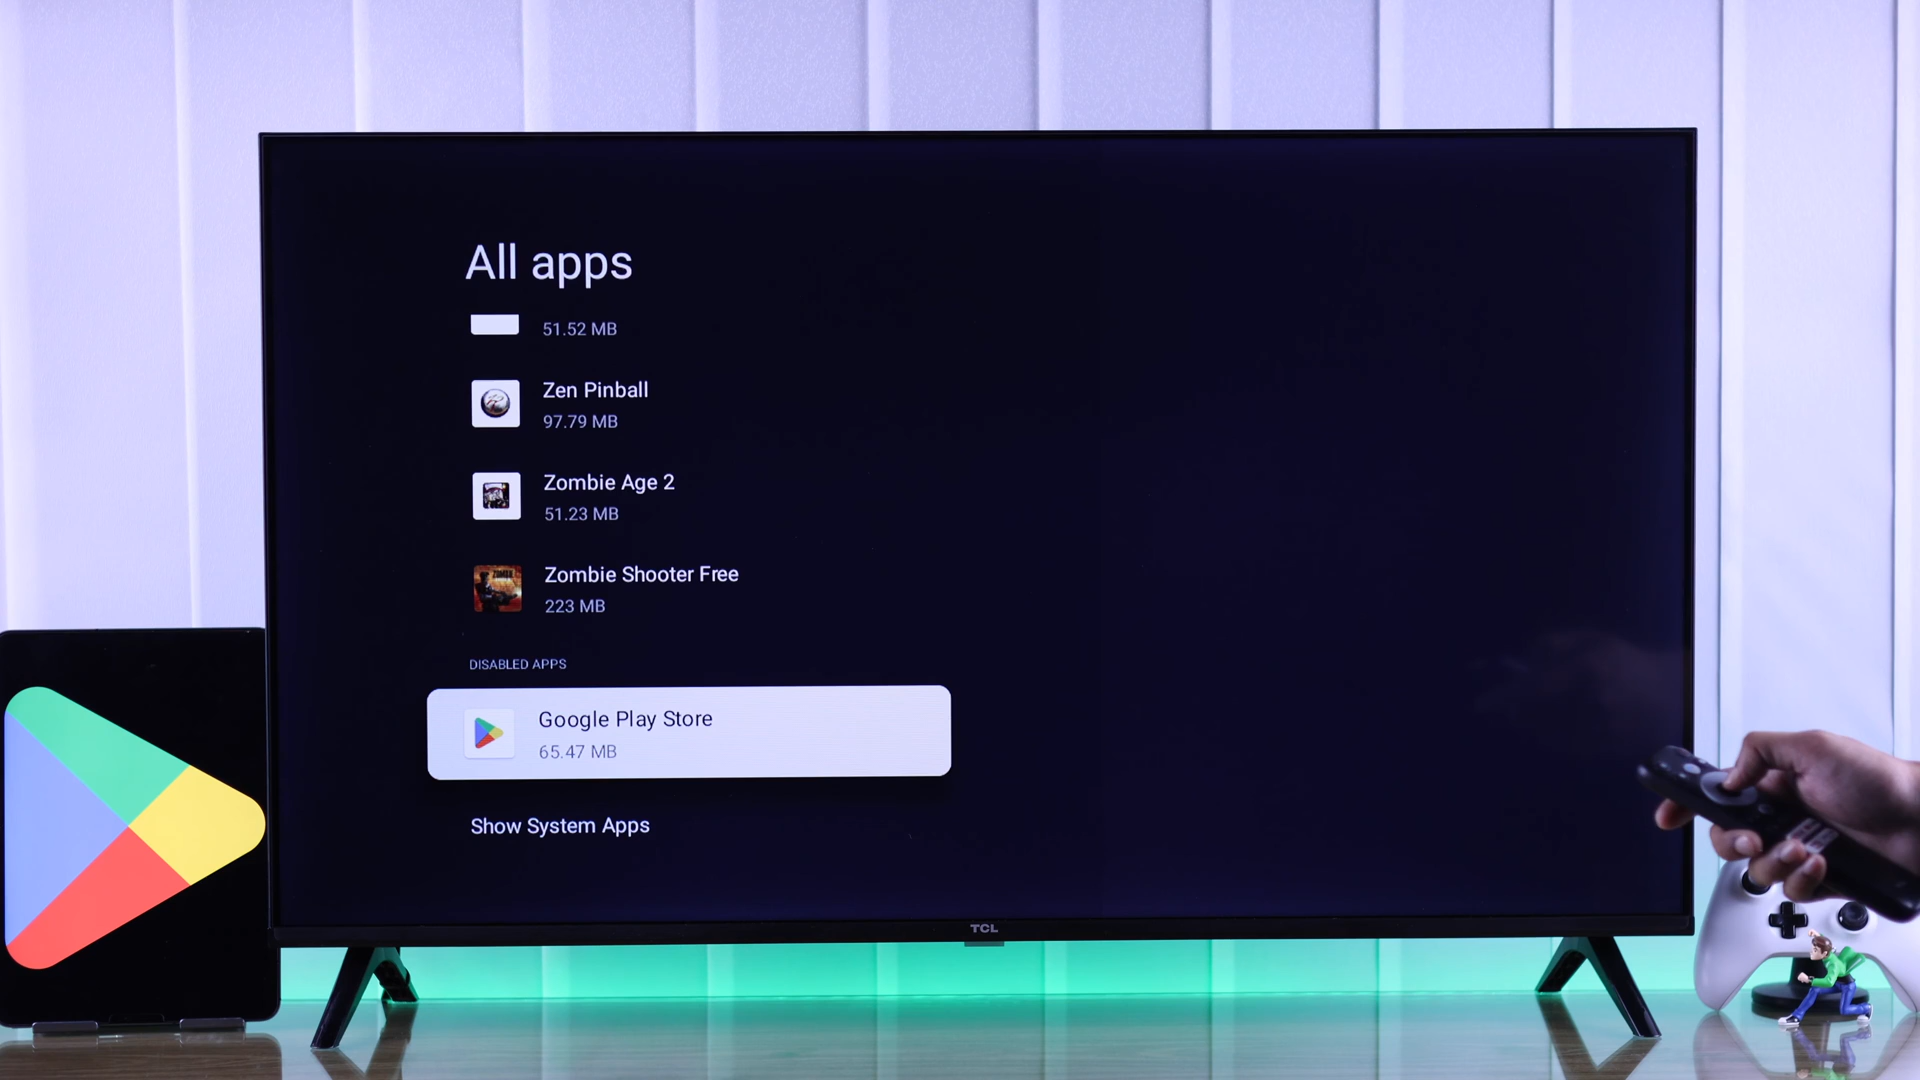 All apps
51.52 MB
Zen Pinball
97.79 MB
Zombie Age 2
51.23 MB
Zombie Shooter Free
223 MB
DISABLED APPS
Google Play Store
65.47 MB
Show System Apps
TCL